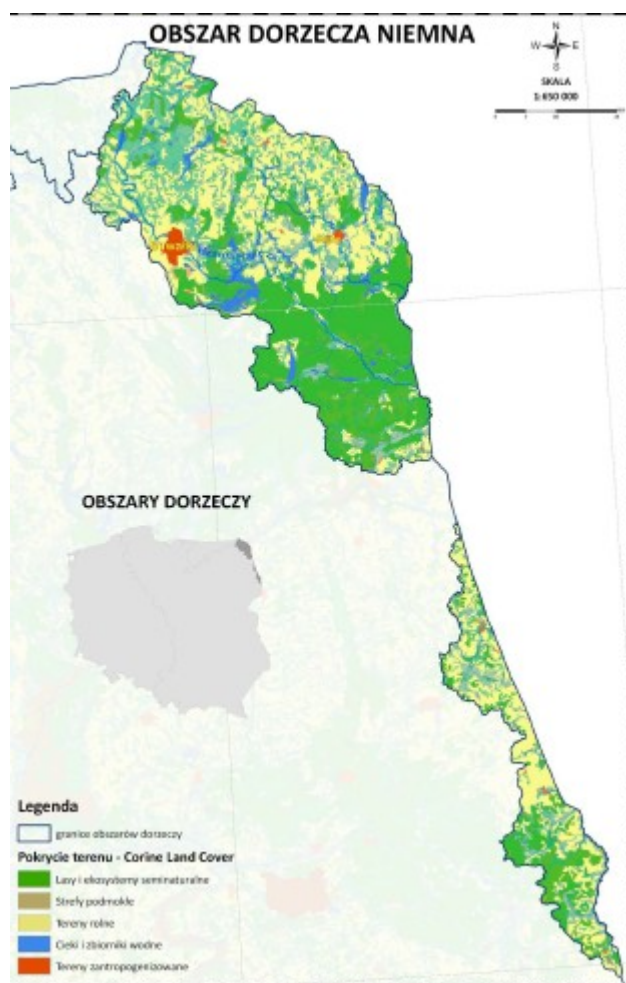 OBSZAR DORZECZA NIEMNA
N
W E
S
SKALA
1:650 000
OBSZARY DORZECZY
Legenda
granice obszarów dorzeczy
Pokrycie terenu - Corine Land Cover
Lasy i ekosystemy seminaturalne
Strefy podmokłe
Tereny rolne
Cieki i zbiorniki wodne
Tereny zantropogenizowane